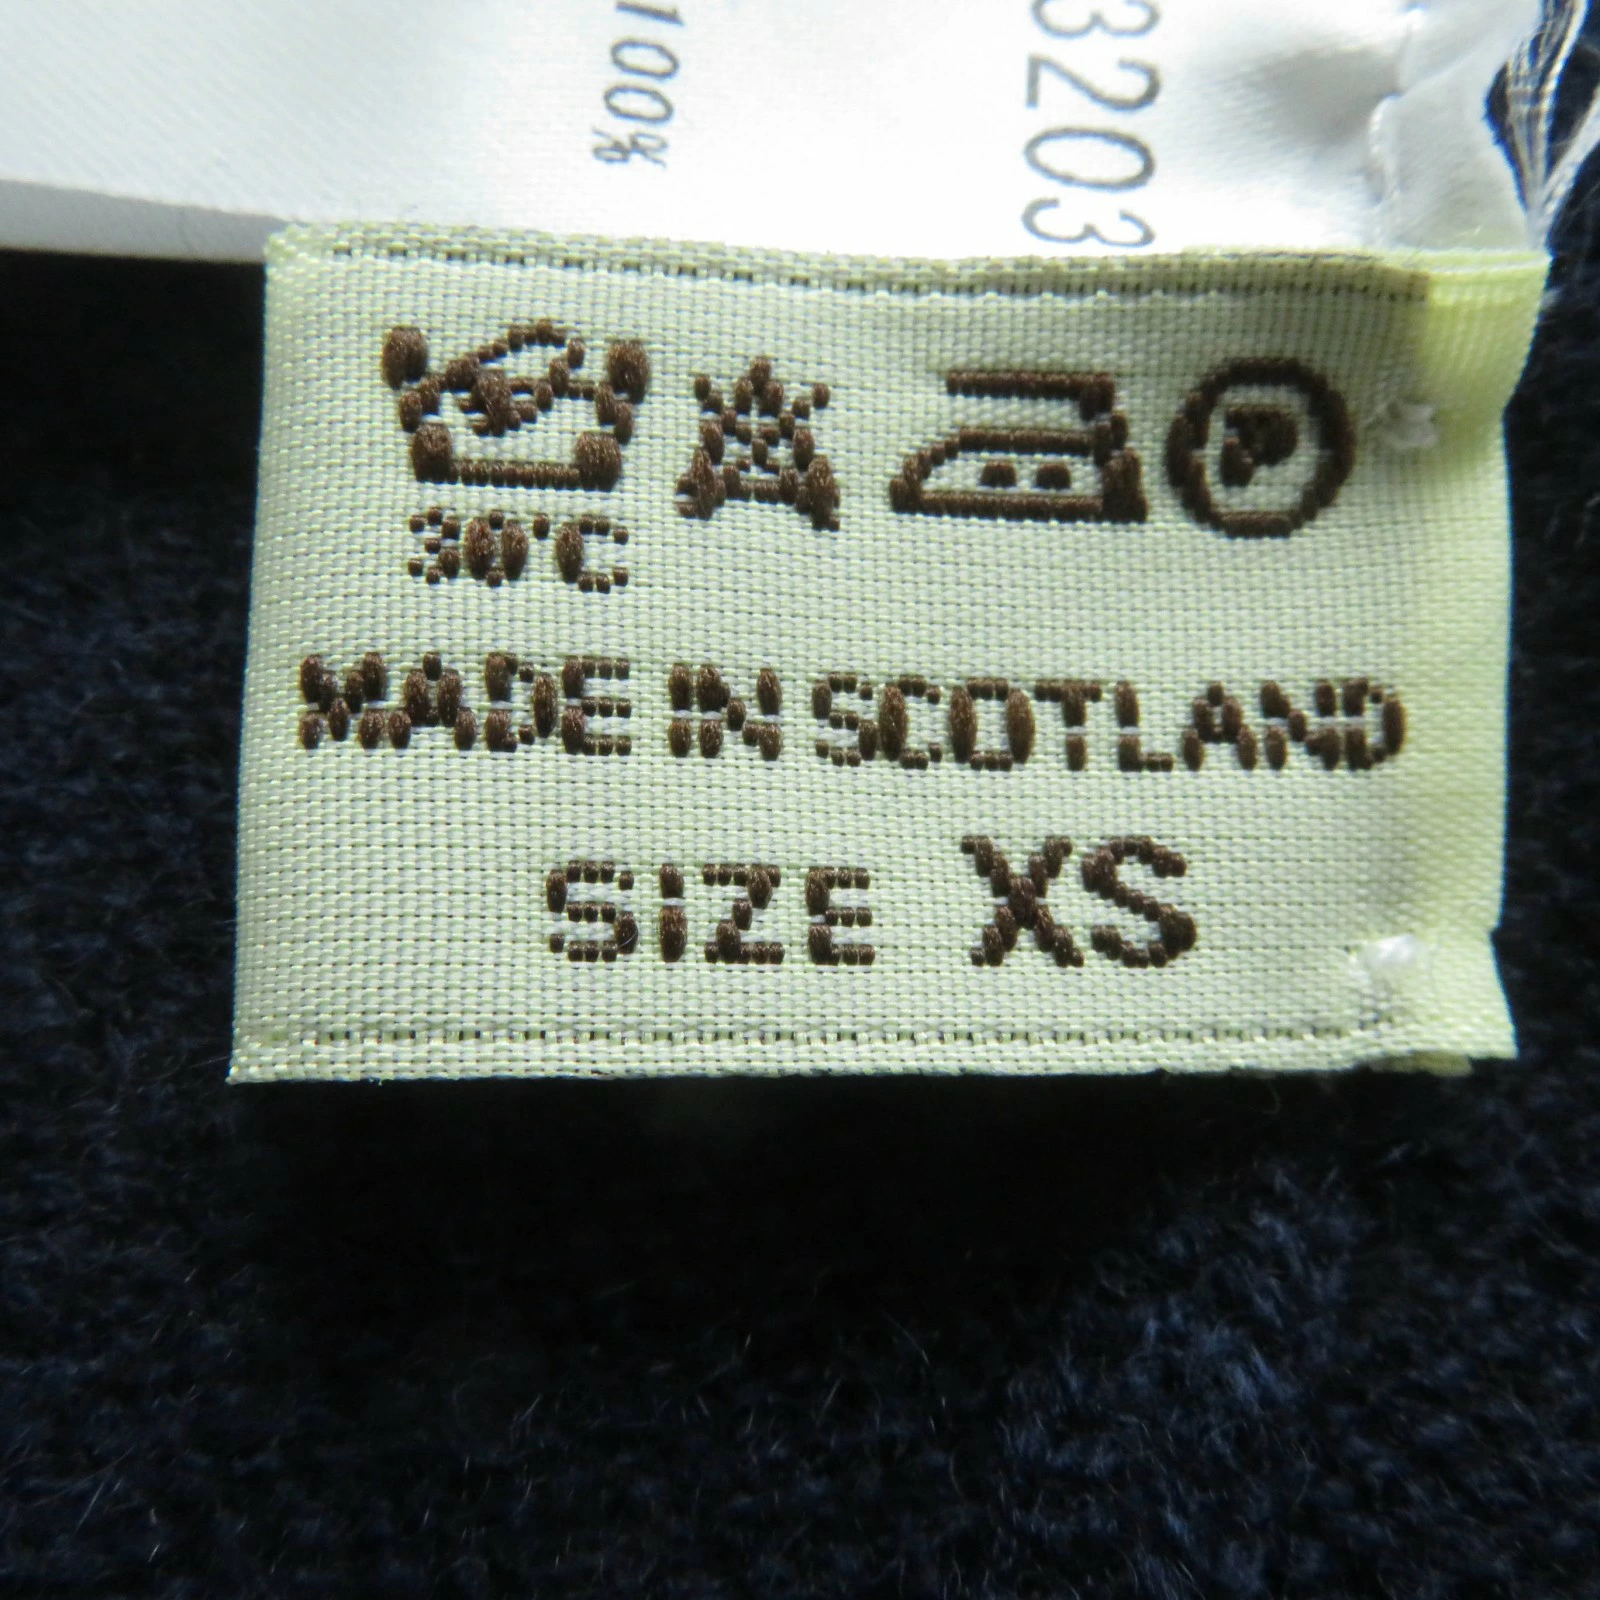 100%
3203
P
30°C
MADE IN SCOTLAND
SIZE XS